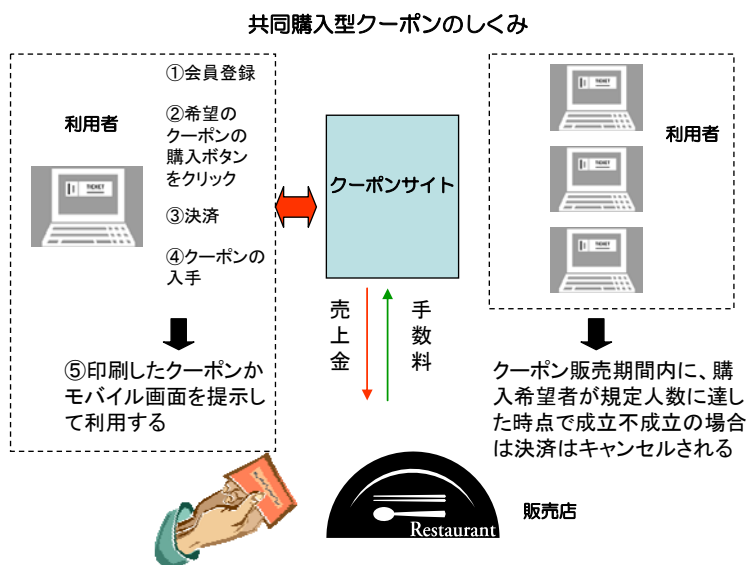 共同購入型クーポンのしくみ
利用者
①会員登録
②希望の
クーポンの
購入ボタン
をクリック
③決済
④クーポンの
入手
⑤印刷したクーポンか
モバイル画面を提示し
て利用する
TICKET
クーポンサイト
売上金
手数料
利用者
TICKET
TICKET
TICKET
クーポン販売期間内に、購
入希望者が規定人数に達し
た時点で成立不成立の場合
は決済はキャンセルされる
Restaurant
販売店